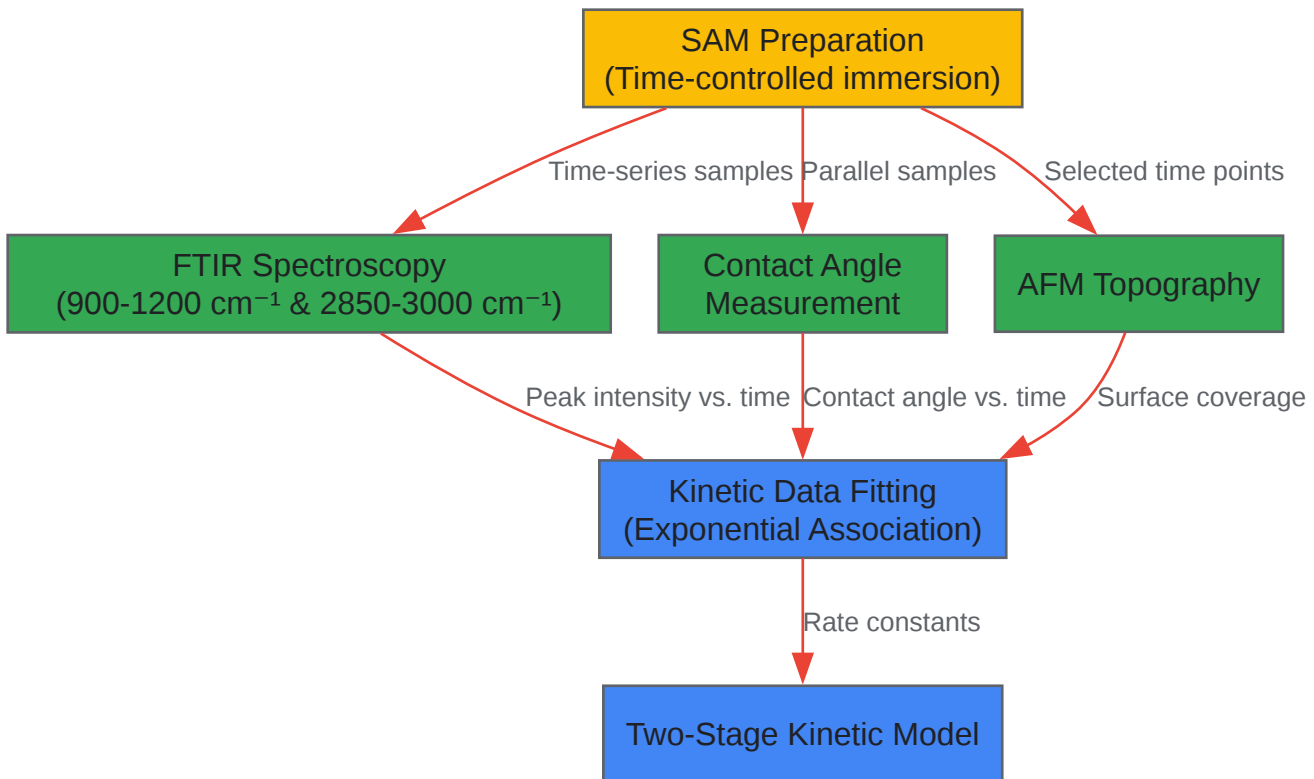 SAM Preparation
(Time-controlled immersion)
Time-series samples
Parallel samples
Selected time points
FTIR Spectroscopy
(900-1200 cm⁻¹ & 2850-3000 cm⁻¹)
Contact Angle
Measurement
AFM Topography
Peak intensity vs. time
Contact angle vs. time
Surface coverage
Kinetic Data Fitting
(Exponential Association)
Rate constants
Two-Stage Kinetic Model